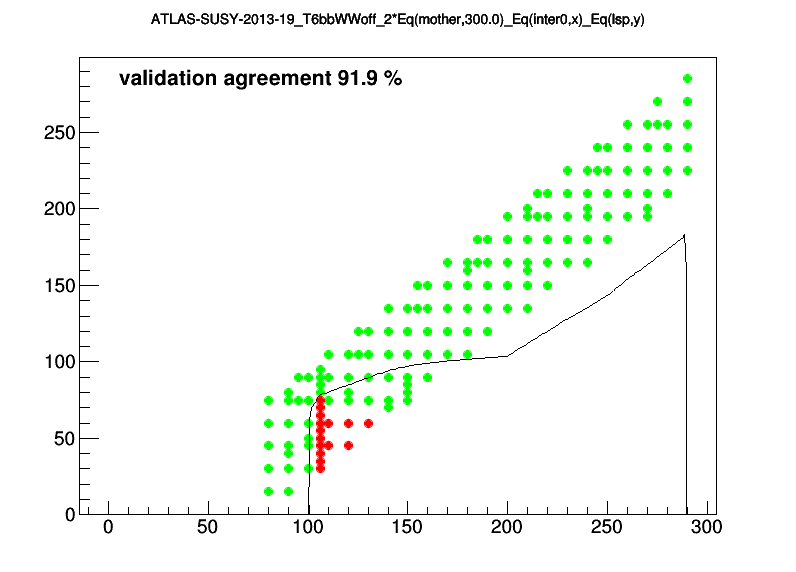 ATLAS-SUSY-2013-19_T6bbWWoff_2*Eq(mother,300.0)_Eq(inter0,x)_Eq(lsp,y)
validation agreement 91.9 %
250
200
150
100
50
0
0 50 100 150 200 250 300